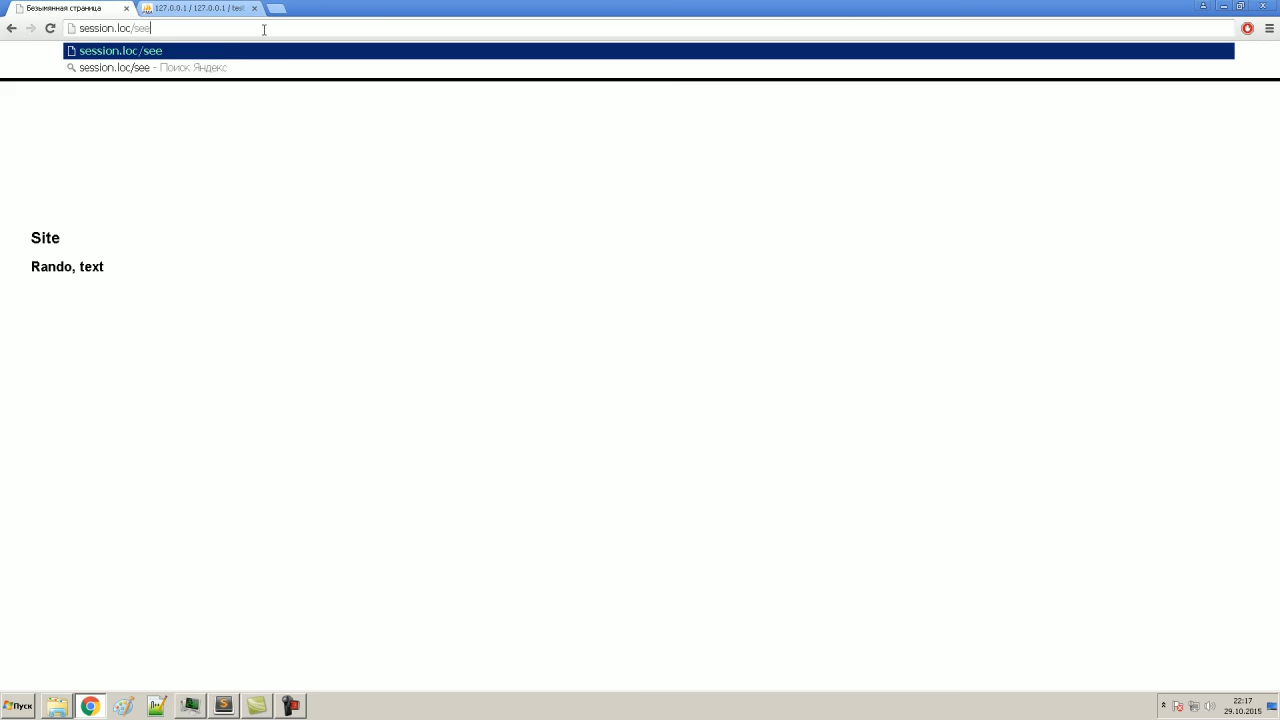 Безымянная страница
127.0.0.1 / 127.0.0.1 / test
session.loc/see
session.loc/see
session.loc/see - Поиск Яндекс
Site
Rando, text
Пуск
22:17
29.10.2015